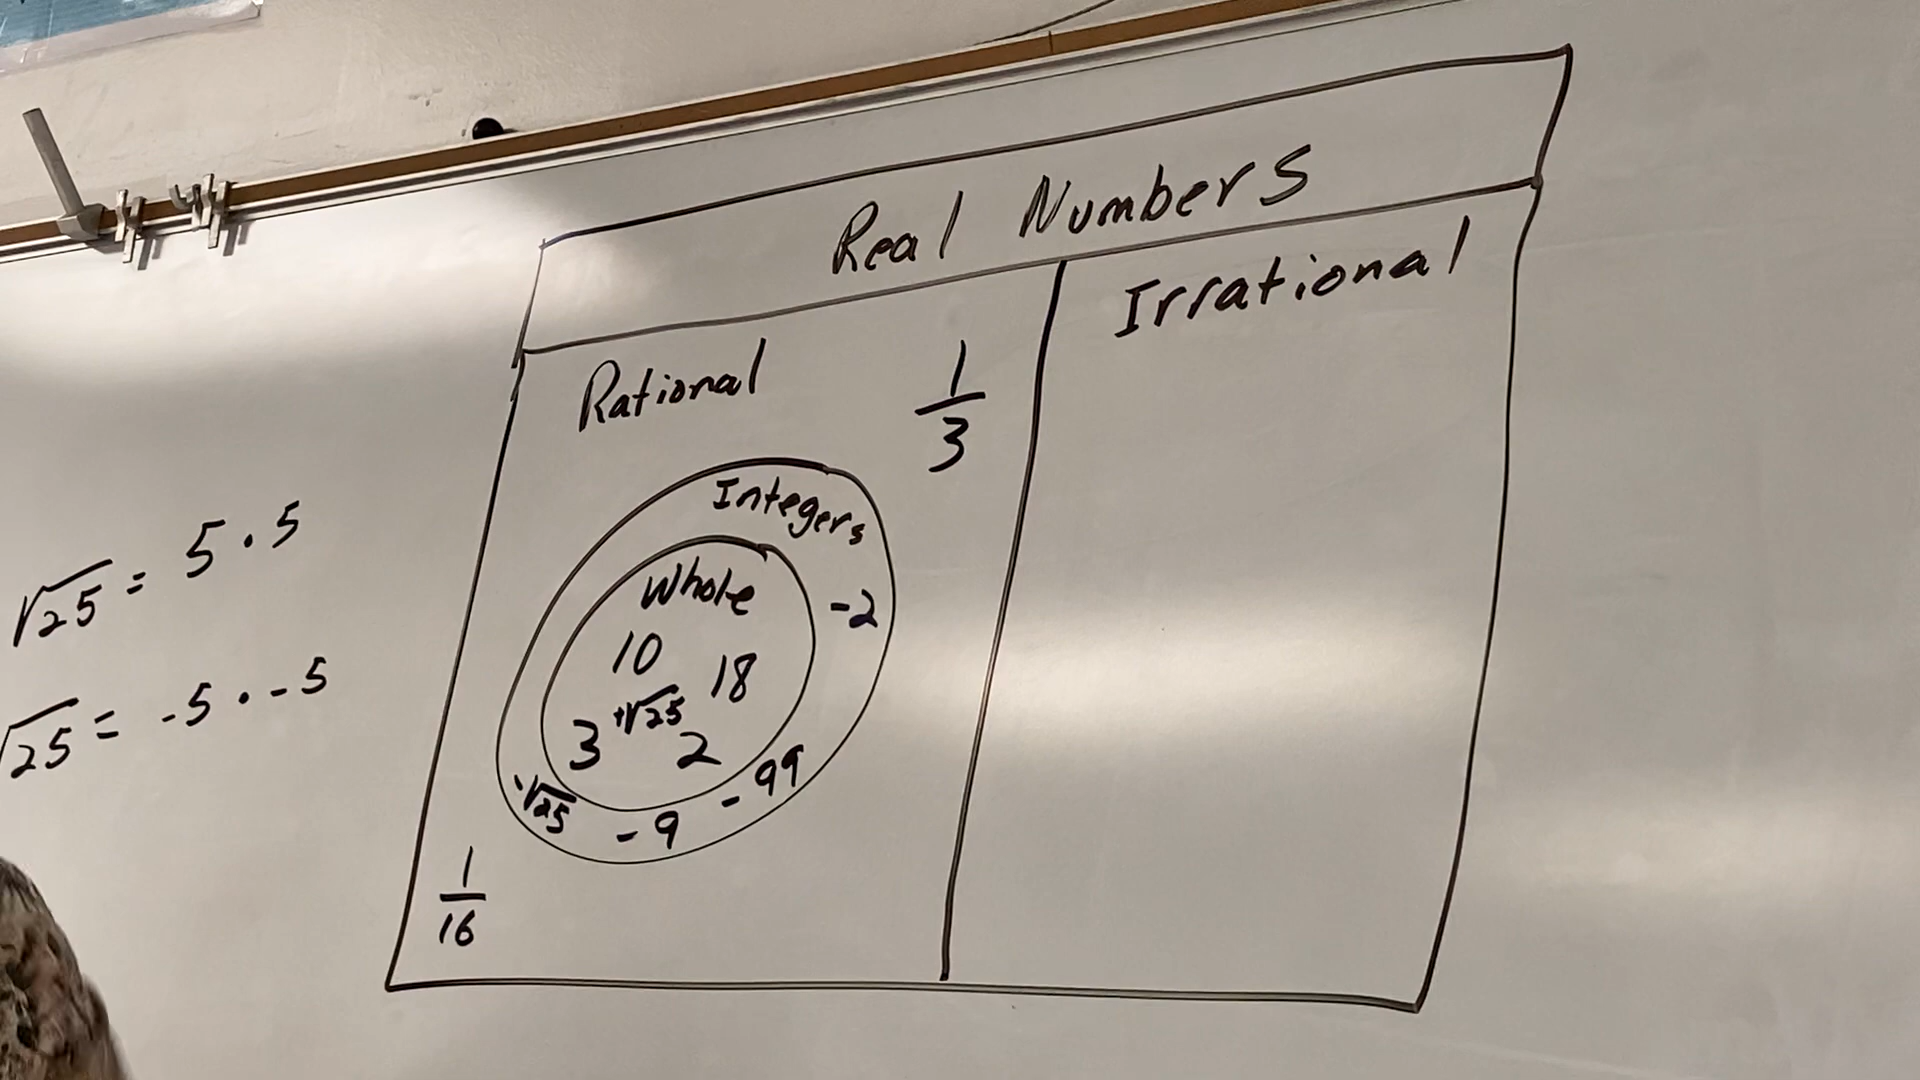 Real Numbers
Rational
Irrational
1/3
Integers
Whole
-2
10
18
+√25
3
2
-√25
-9
-99
1/16
√25 = 5 · 5
√25 = -5 · -5